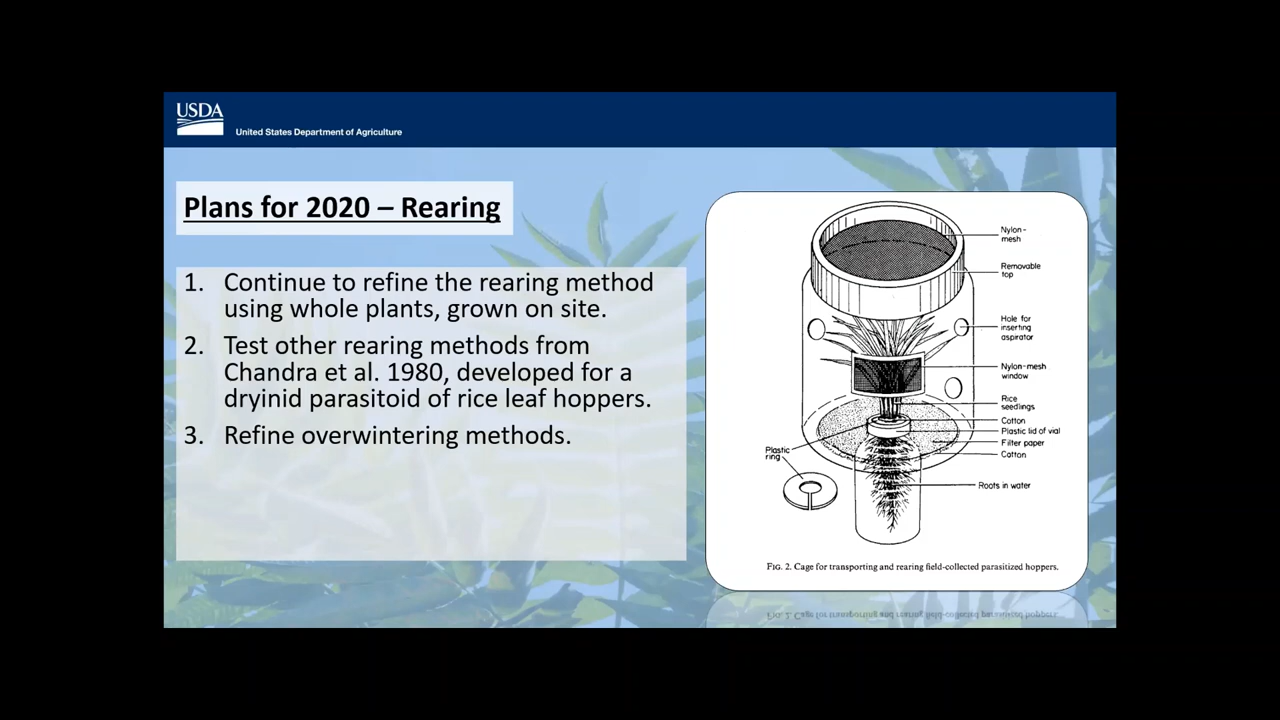 USDA
United States Department of Agriculture
Plans for 2020 – Rearing
1. Continue to refine the rearing method
using whole plants, grown on site.
2. Test other rearing methods from
Chandra et al. 1980, developed for a
dryinid parasitoid of rice leaf hoppers.
3. Refine overwintering methods.
Nylon-
mesh
Removable
top
Hole for
inserting
aspirator
Nylon-mesh
window
Rice
seedlings
Cotton
Plastic lid of vial
Filter paper
Cotton
Plastic
ring
Roots in water
FIG. 2. Cage for transporting and rearing field-collected parasitized hoppers.